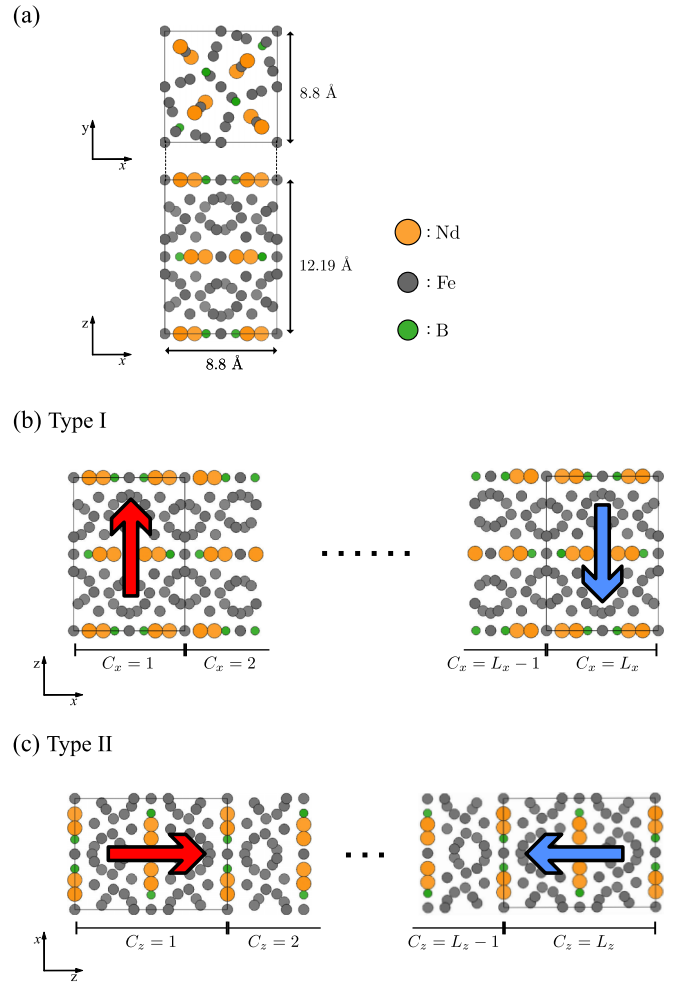 (a)
y
x
8.8 Å
z
x
12.19 Å
8.8 Å
: Nd
: Fe
: B
(b) Type I
......
z
x
C_x = 1
C_x = 2
C_x = L_x − 1
C_x = L_x
(c) Type II
...
x
z
C_z = 1
C_z = 2
C_z = L_z − 1
C_z = L_z